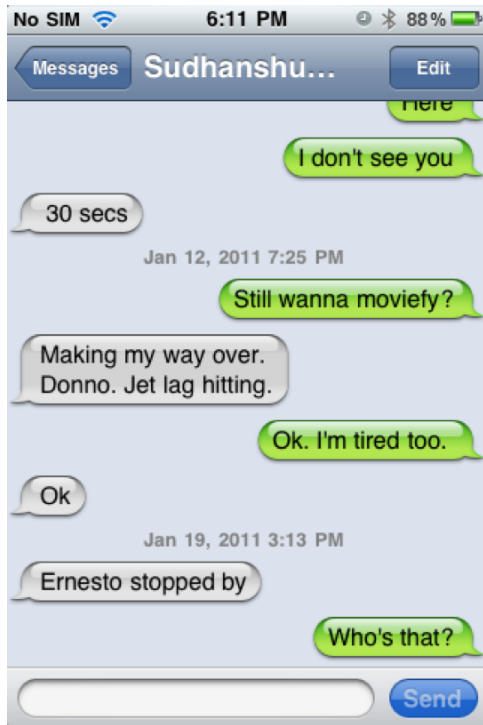 No SIM 6:11 PM 88%
Messages Sudhanshu... Edit
Here
I don't see you
30 secs
Jan 12, 2011 7:25 PM
Still wanna moviefy?
Making my way over.
Donno. Jet lag hitting.
Ok. I'm tired too.
Ok
Jan 19, 2011 3:13 PM
Ernesto stopped by
Who's that?
Send